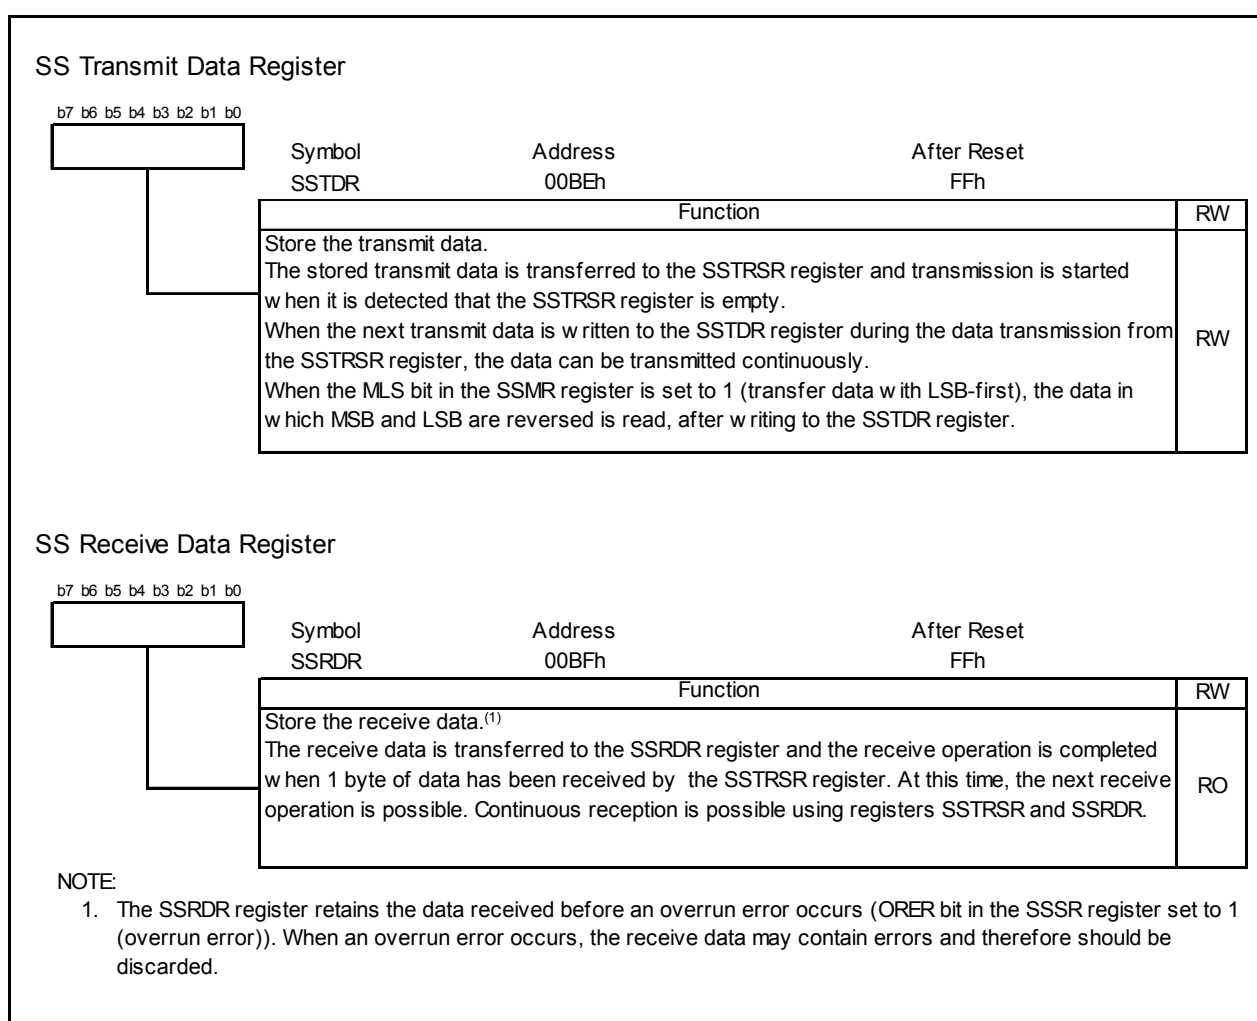 SS Transmit Data Register
b7 b6 b5 b4 b3 b2 b1 b0
Symbol Address After Reset
SSTDR 00BEh FFh
Function RW
Store the transmit data.
The stored transmit data is transferred to the SSTRSR register and transmission is started
when it is detected that the SSTRSR register is empty.
When the next transmit data is written to the SSTDR register during the data transmission from
the SSTRSR register, the data can be transmitted continuously.
RW
When the MLS bit in the SSMR register is set to 1 (transfer data with LSB-first), the data in
which MSB and LSB are reversed is read, after writing to the SSTDR register.
SS Receive Data Register
b7 b6 b5 b4 b3 b2 b1 b0
Symbol Address After Reset
SSRDR 00BFh FFh
Function RW
Store the receive data.(1)
The receive data is transferred to the SSRDR register and the receive operation is completed
when 1 byte of data has been received by the SSTRSR register. At this time, the next receive
RO
operation is possible. Continuous reception is possible using registers SSTRSR and SSRDR.
NOTE:
1. The SSRDR register retains the data received before an overrun error occurs (ORER bit in the SSSR register set to 1
(overrun error)). When an overrun error occurs, the receive data may contain errors and therefore should be
discarded.